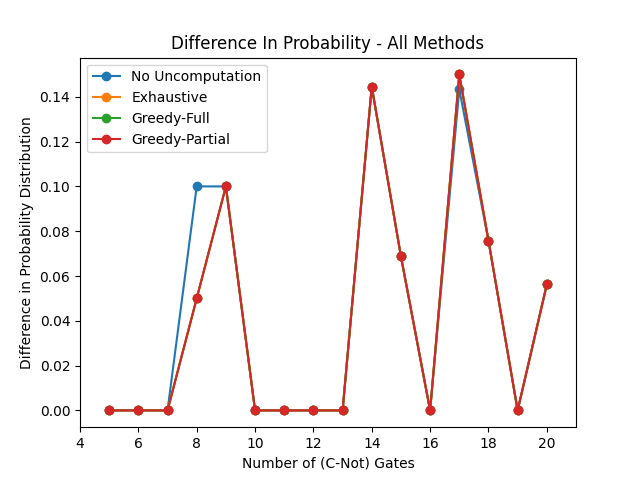 Difference In Probability - All Methods
No Uncomputation
Exhaustive
Greedy-Full
Greedy-Partial
Difference in Probability Distribution
0.14
0.12
0.10
0.08
0.06
0.04
0.02
0.00
4 6 8 10 12 14 16 18 20
Number of (C-Not) Gates